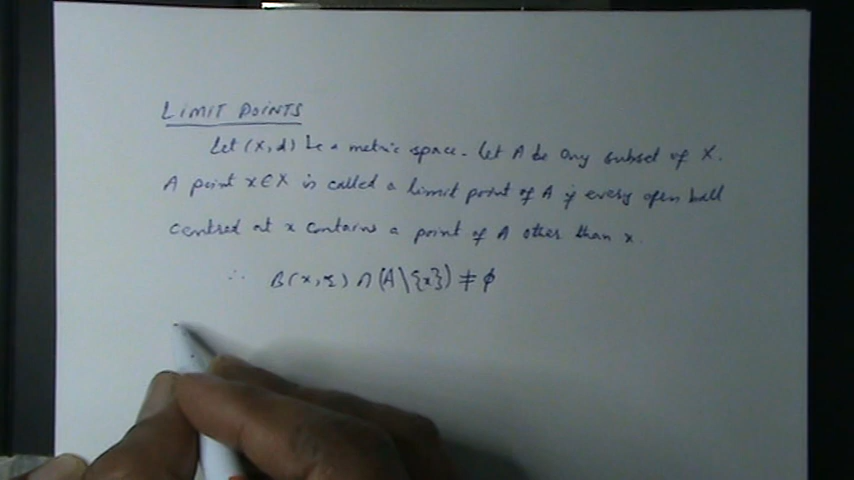 LIMIT POINTS
Let (X,d) be a metric space. Let A be any subset of X.
A point x∈X is called a limit point of A if every open ball
centred at x contains a point of A other than x.
∴ B(x,ε) ∩ (A\{x}) ≠ ϕ